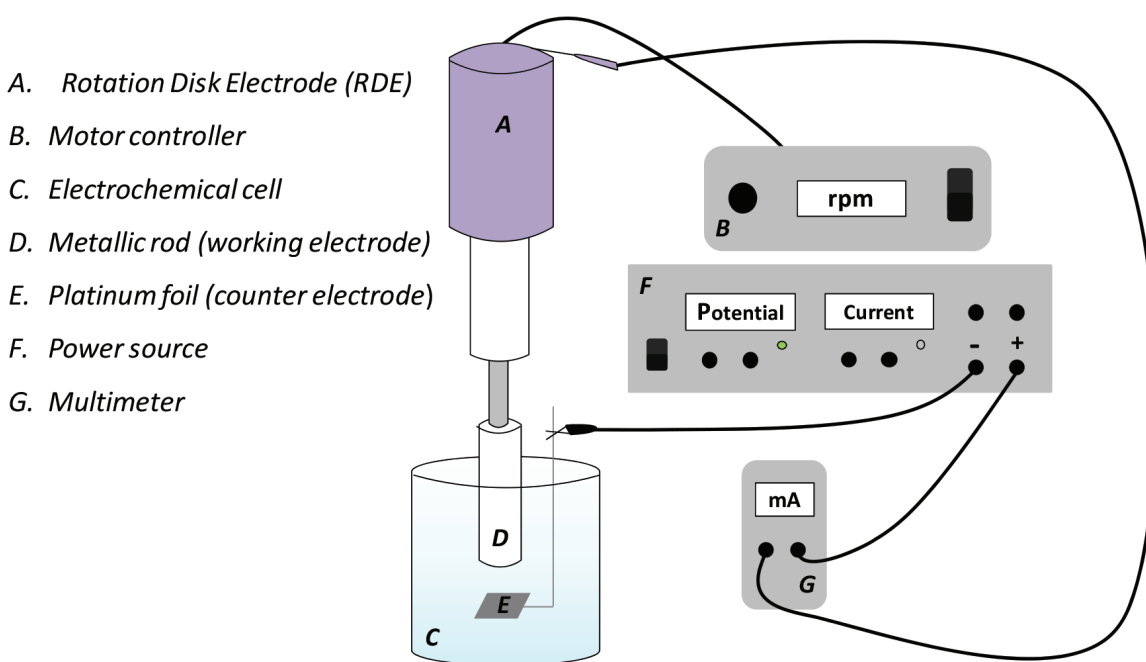 A. Rotation Disk Electrode (RDE)
B. Motor controller
C. Electrochemical cell
D. Metallic rod (working electrode)
E. Platinum foil (counter electrode)
F. Power source
G. Multimeter
A
rpm
B
F
Potential
Current
- +
mA
G
D
E
C